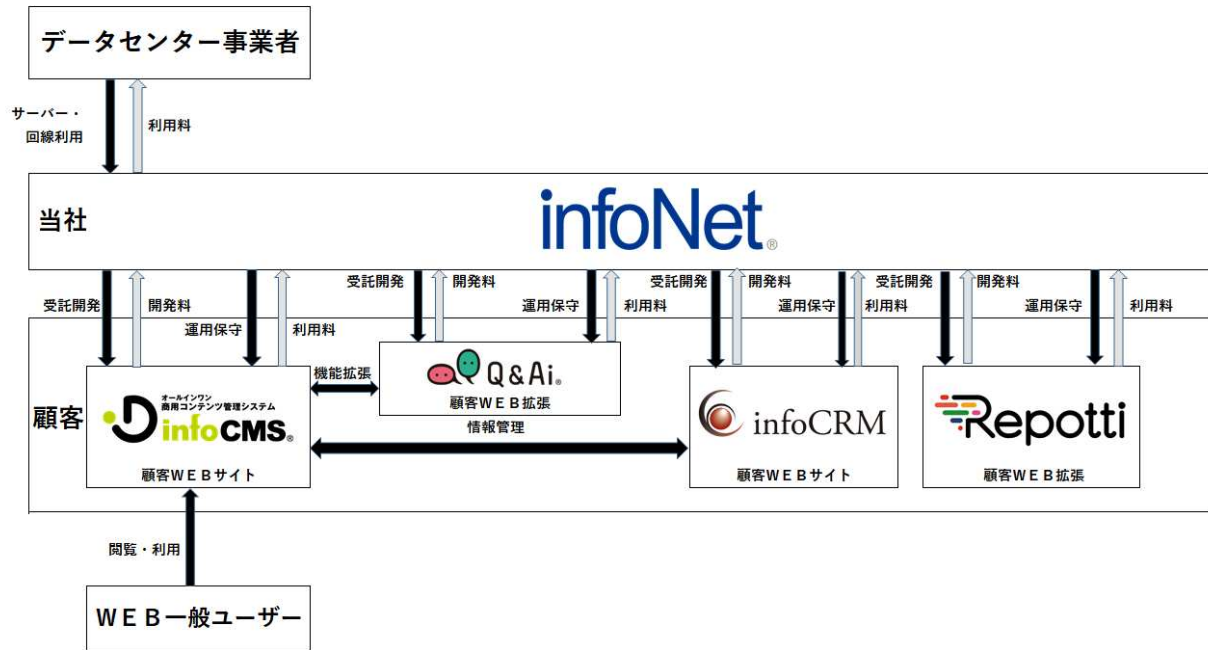 データセンター事業者
サーバー・
回線利用
利用料
当社
infoNet®
受託開発
開発料
運用保守
利用料
受託開発
開発料
運用保守
利用料
受託開発
開発料
運用保守
利用料
受託開発
開発料
運用保守
利用料
顧客
オールインワン
商用コンテンツ管理システム
infoCMS®
顧客WEBサイト
機能拡張
Q&Ai®
顧客WEB拡張
情報管理
infoCRM
顧客WEBサイト
Repotti
顧客WEB拡張
閲覧・利用
WEB一般ユーザー